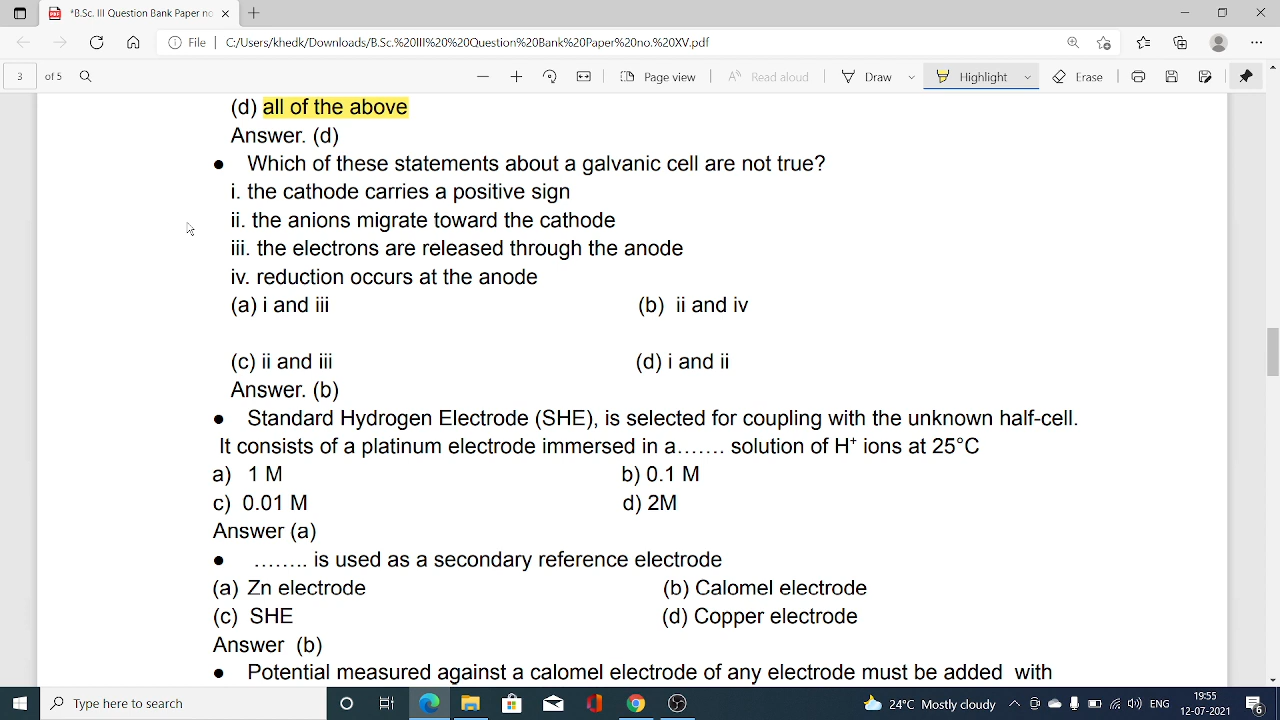 *B.Sc. III Question Bank Paper no
File | C:/Users/khedk/Downloads/B.Sc.%20III%20%20Question%20Bank%20Paper%20no.%20XV.pdf
3 of 5 Page view Read aloud Draw Highlight Erase
(d) all of the above
Answer. (d)
● Which of these statements about a galvanic cell are not true?
i. the cathode carries a positive sign
ii. the anions migrate toward the cathode
iii. the electrons are released through the anode
iv. reduction occurs at the anode
(a) i and iii (b) ii and iv
(c) ii and iii (d) i and ii
Answer. (b)
● Standard Hydrogen Electrode (SHE), is selected for coupling with the unknown half-cell.
It consists of a platinum electrode immersed in a……. solution of H⁺ ions at 25°C
a) 1 M b) 0.1 M
c) 0.01 M d) 2M
Answer (a)
● …….. is used as a secondary reference electrode
(a) Zn electrode (b) Calomel electrode
(c) SHE (d) Copper electrode
Answer (b)
● Potential measured against a calomel electrode of any electrode must be added with
Type here to search 24°C Mostly cloudy ENG 19:55
12-07-2021 6